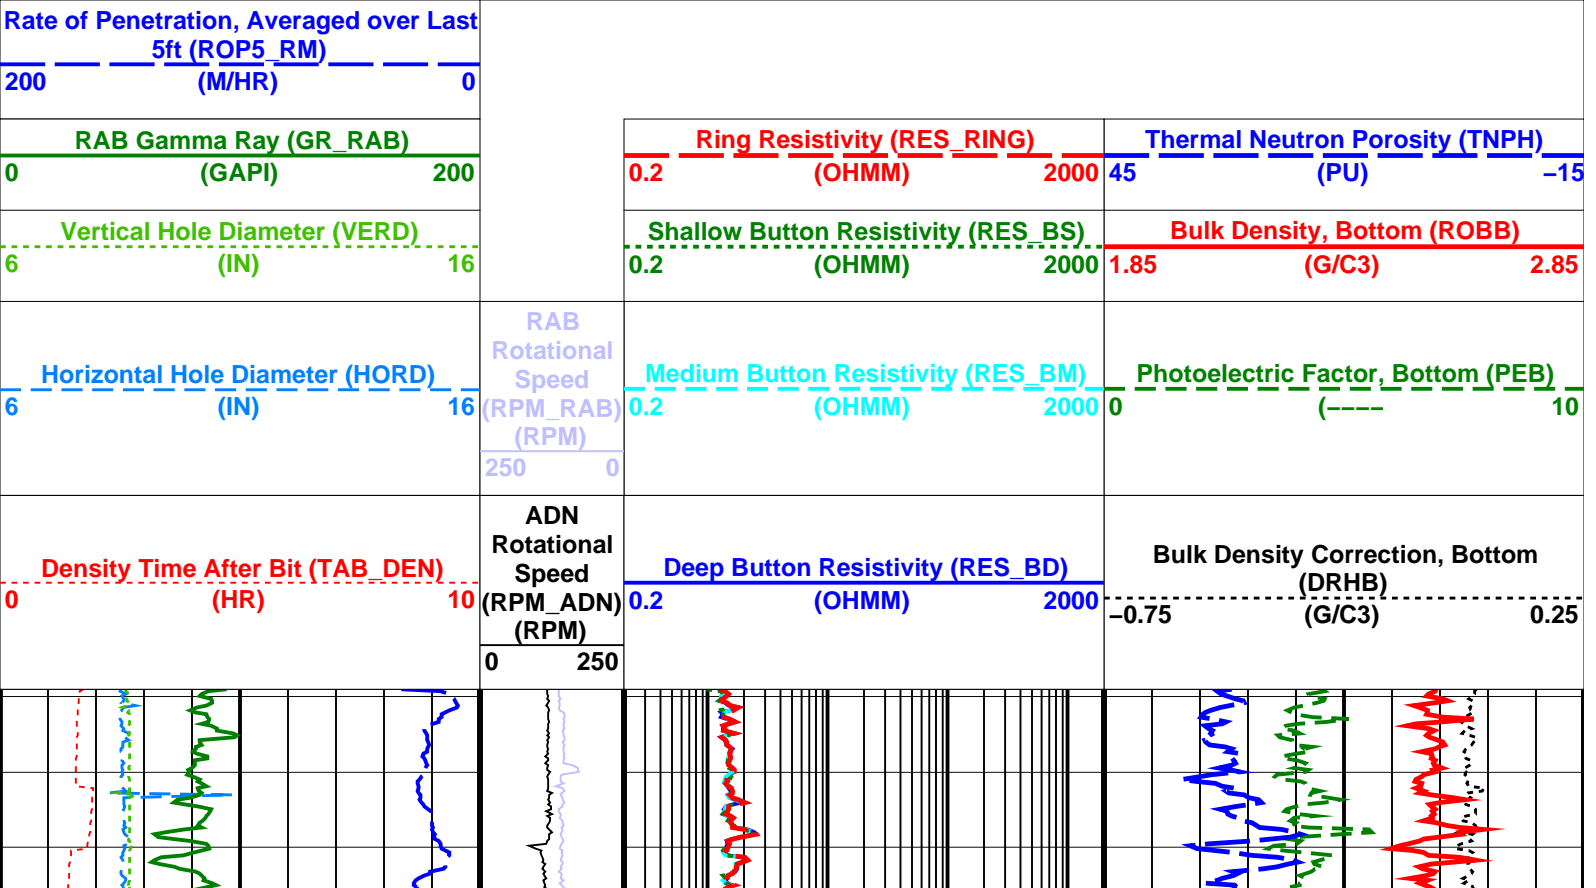 Rate of Penetration, Averaged over Last
5ft (ROP5_RM)
200 (M/HR) 0
RAB Gamma Ray (GR_RAB)
0 (GAPI) 200
Vertical Hole Diameter (VERD)
6 (IN) 16
Horizontal Hole Diameter (HORD)
6 (IN) 16
Density Time After Bit (TAB_DEN)
0 (HR) 10
RAB
Rotational
Speed
(RPM_RAB)
(RPM)
250 0
ADN
Rotational
Speed
(RPM_ADN)
(RPM)
0 250
Ring Resistivity (RES_RING)
0.2 (OHMM) 2000
Shallow Button Resistivity (RES_BS)
0.2 (OHMM) 2000
Medium Button Resistivity (RES_BM)
0.2 (OHMM) 2000
Deep Button Resistivity (RES_BD)
0.2 (OHMM) 2000
Thermal Neutron Porosity (TNPH)
45 (PU) −15
Bulk Density, Bottom (ROBB)
1.85 (G/C3) 2.85
Photoelectric Factor, Bottom (PEB)
0 (−−−− 10
Bulk Density Correction, Bottom
(DRHB)
−0.75 (G/C3) 0.25